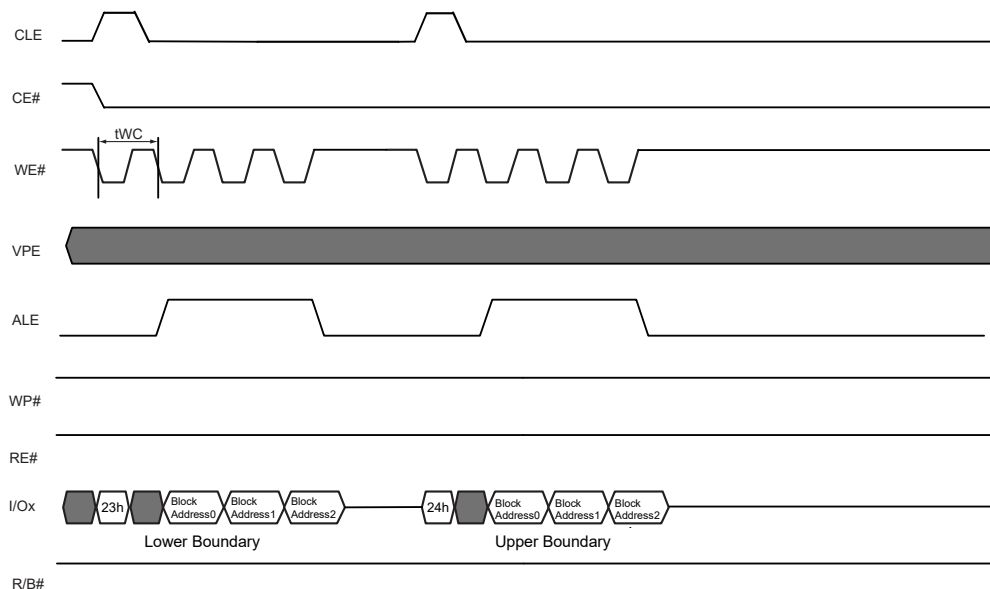 CLE
CE#
tWC
WE#
VPE
ALE
WP#
RE#
I/Ox
23h
Block
Address0
Block
Address1
Block
Address2
24h
Block
Address0
Block
Address1
Block
Address2
Lower Boundary
Upper Boundary
R/B#